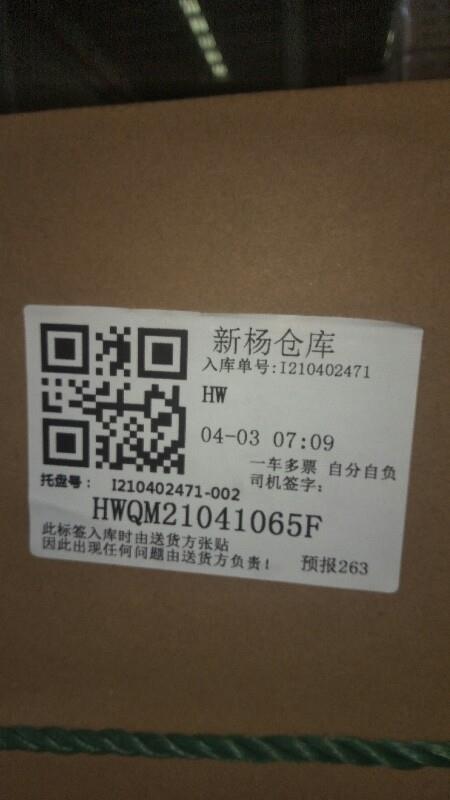 新杨仓库
入库单号:I210402471
HW
04-03 07:09
一车多票 自分自负
司机签字:
托盘号: I210402471-002
HWQM21041065F
此标签入库时由送货方张贴
因此出现任何问题由送货方负责!
预报263